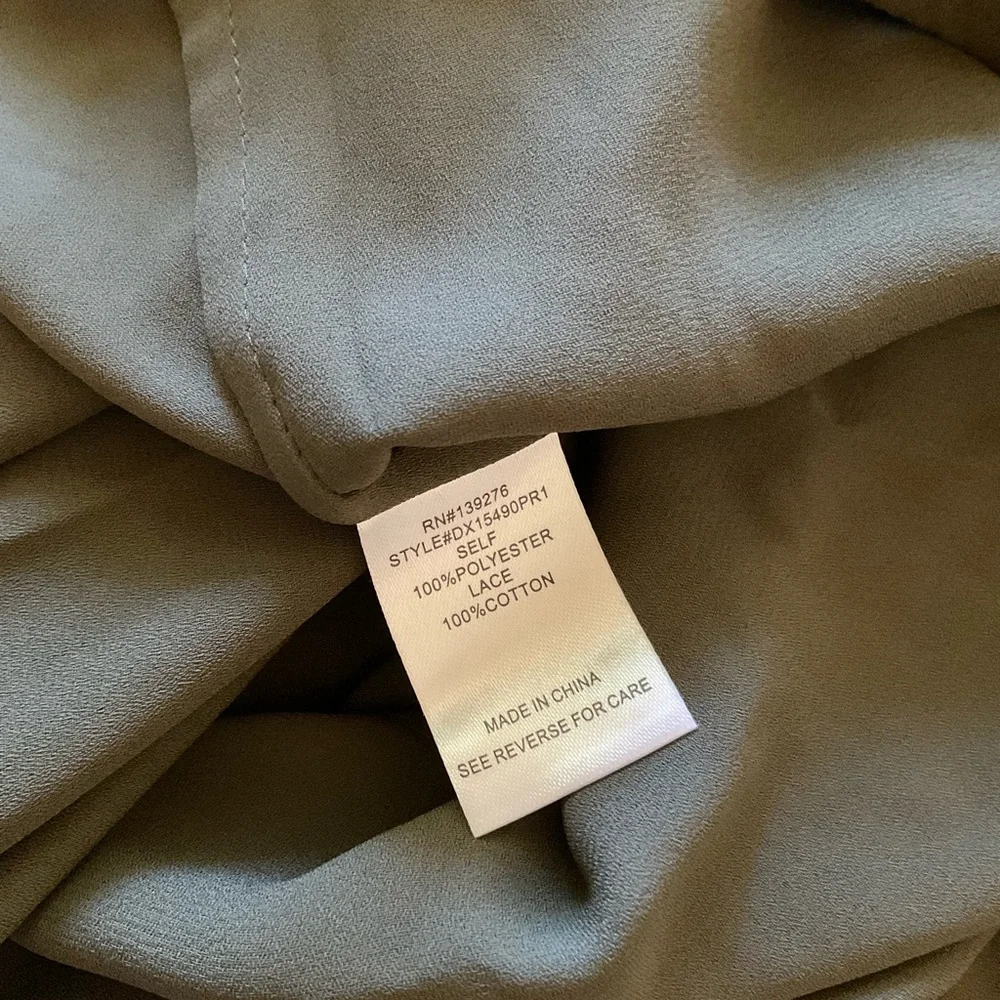 RN#139276
STYLE#DX15490PR1
SELF
100%POLYESTER
LACE
100%COTTON
MADE IN CHINA
SEE REVERSE FOR CARE